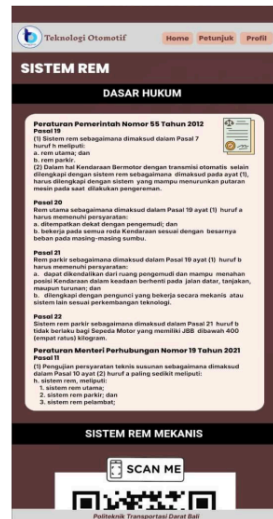 Teknologi Otomotif
Home
Petunjuk
Profil
SISTEM REM
DASAR HUKUM
Peraturan Pemerintah Nomor 55 Tahun 2012
Pasal 19
(1) Sistem rem sebagaimana dimaksud dalam Pasal 7
huruf h meliputi:
a. rem utama; dan
b. rem parkir.
(2) Dalam hal Kendaraan Bermotor dengan transmisi otomatis selain
dilengkapi dengan sistem rem sebagaimana dimaksud pada ayat (1),
harus dilengkapi dengan sistem yang mampu menurunkan putaran
mesin pada saat dilakukan pengereman.
Pasal 20
Rem utama sebagaimana dimaksud dalam Pasal 19 ayat (1) huruf a
harus memenuhi persyaratan:
a. ditempatkan dekat dengan pengemudi; dan
b. bekerja pada semua roda Kendaraan sesuai dengan besarnya
beban pada masing-masing sumbu.
Pasal 21
Rem parkir sebagaimana dimaksud dalam Pasal 19 ayat (1) huruf b
harus memenuhi persyaratan:
a. dapat dikendalikan dari ruang pengemudi dan mampu menahan
posisi Kendaraan dalam keadaan berhenti pada jalan datar, tanjakan,
maupun turunan; dan
b. dilengkapi dengan pengunci yang bekerja secara mekanis atau
sistem lain sesuai perkembangan teknologi.
Pasal 22
Sistem rem parkir sebagaimana dimaksud dalam Pasal 21 huruf b
tidak berlaku bagi Sepeda Motor yang memiliki JBB dibawah 400
(empat ratus) kilogram.
Peraturan Menteri Perhubungan Nomor 19 Tahun 2021
Pasal 11
(1) Pengujian persyaratan teknis susunan sebagaimana dimaksud
dalam Pasal 10 ayat (2) huruf a paling sedikit meliputi:
h. sistem rem, meliputi:
1. sistem rem utama;
2. sistem rem parkir; dan
3. sistem rem pelambat;
SISTEM REM MEKANIS
SCAN ME
Politeknik Transportasi Darat Bali